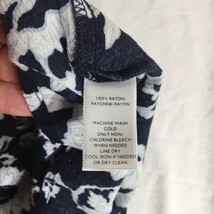 100% RAYON
RAYONNE RAYÓN
MACHINE WASH
COLD
ONLY NON-
CHLORINE BLEACH
WHEN NEEDED
LINE DRY
COOL IRON IF NEEDED
OR DRY CLEAN